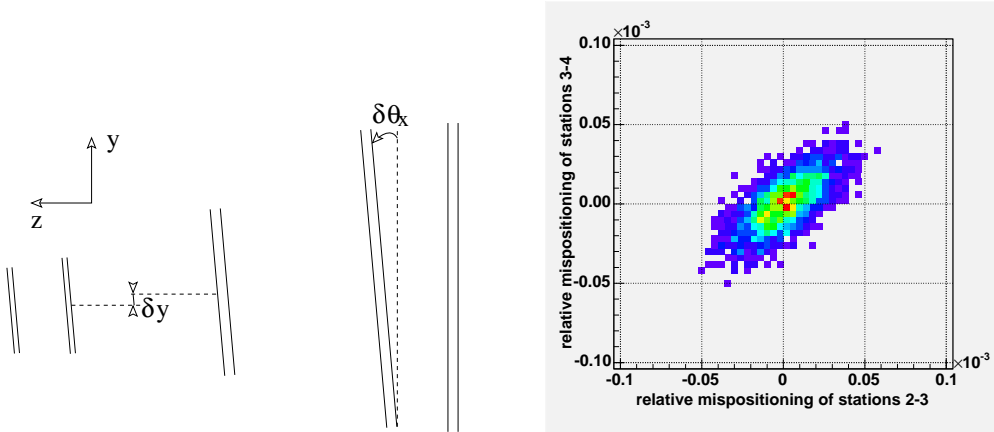 y
z
δθx
δy
×10⁻³
0.10
0.05
0.00
-0.05
-0.10
relative mispositioning of stations 3-4
-0.1
-0.05
0
0.05
0.1
×10⁻³
relative mispositioning of stations 2-3